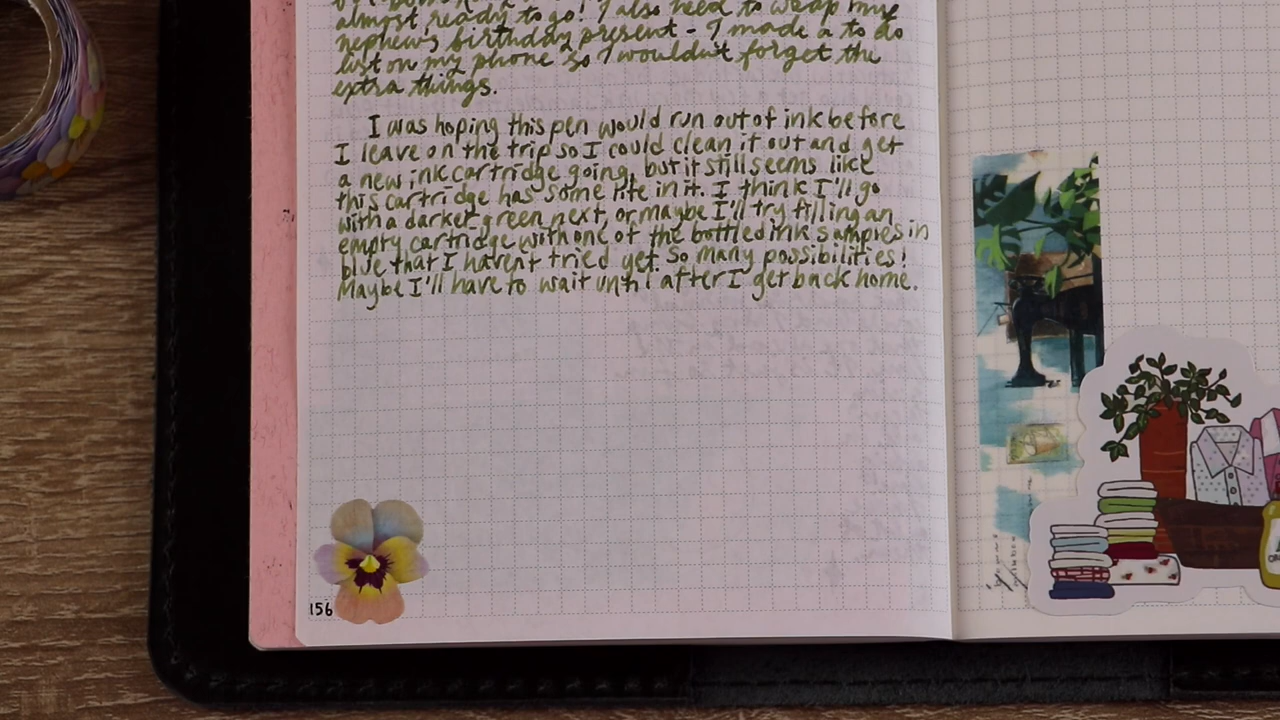 almost ready to go! I also need to wrap my
nephew's birthday present - I made a to do
list on my phone so I wouldn't forget the
extra things.
I was hoping this pen would run out of ink before
I leave on the trip so I could clean it out and get
a new ink cartridge going, but it still seems like
this cartridge has some life in it. I think I'll go
with a darker green next, or maybe I'll try filling an
empty cartridge with one of the bottled ink samples in
blue that I haven't tried yet. So many possibilities!
Maybe I'll have to wait until after I get back home.
156